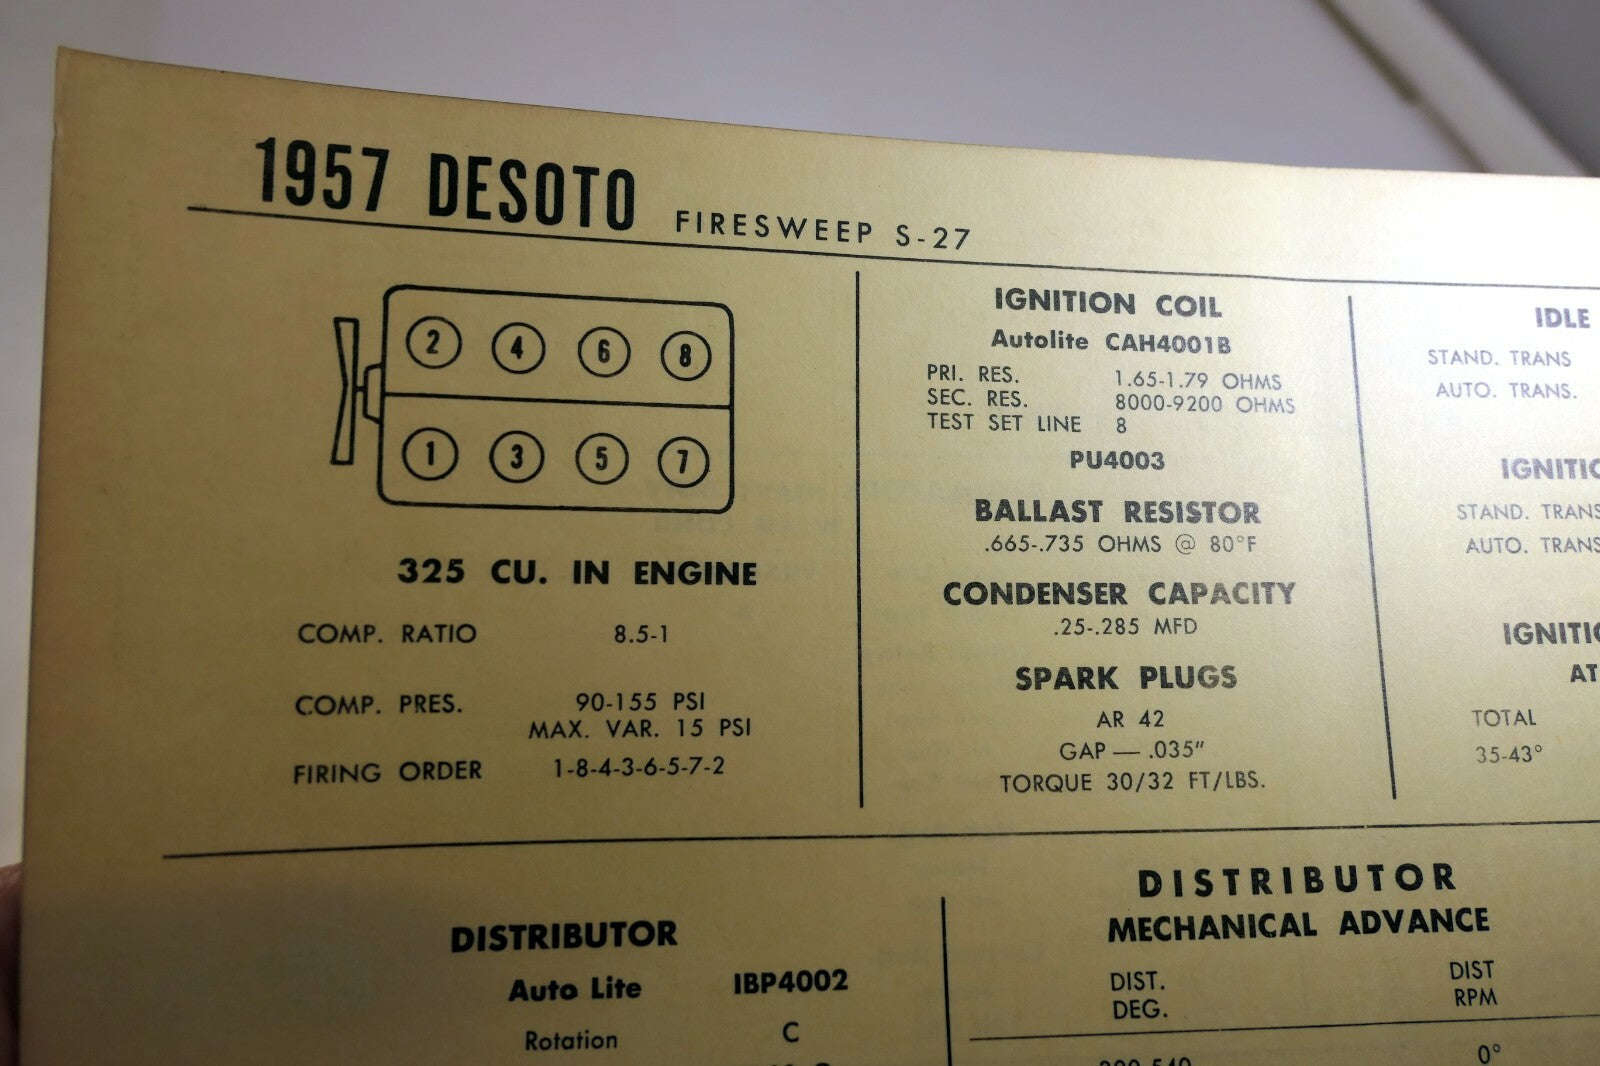 1957 DESOTO FIRESWEEP S-27
2 4 6 8
1 3 5 7
325 CU. IN ENGINE
COMP. RATIO 8.5-1
COMP. PRES. 90-155 PSI
MAX. VAR. 15 PSI
FIRING ORDER 1-8-4-3-6-5-7-2
IGNITION COIL
Autolite CAH4001B
PRI. RES. 1.65-1.79 OHMS
SEC. RES. 8000-9200 OHMS
TEST SET LINE 8
PU4003
BALLAST RESISTOR
.665-.735 OHMS @ 80°F
CONDENSER CAPACITY
.25-.285 MFD
SPARK PLUGS
AR 42
GAP — .035"
TORQUE 30/32 FT/LBS.
IDLE
STAND. TRANS
AUTO. TRANS.
IGNITIO
STAND. TRANS
AUTO. TRANS
IGNITIO
AT
TOTAL
35-43°
DISTRIBUTOR
Auto Lite IBP4002
Rotation C
DISTRIBUTOR
MECHANICAL ADVANCE
DIST. DIST
DEG. RPM
0°